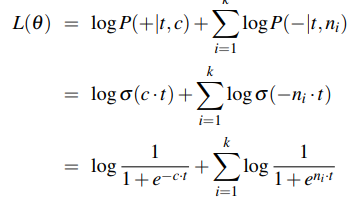 L(θ) = log P(+|t,c) + ∑_{i=1}^{k} log P(−|t,n_i)
= log σ(c·t) + ∑_{i=1}^{k} log σ(−n_i·t)
= log 1/(1+e^{−c·t}) + ∑_{i=1}^{k} log 1/(1+e^{n_i·t})